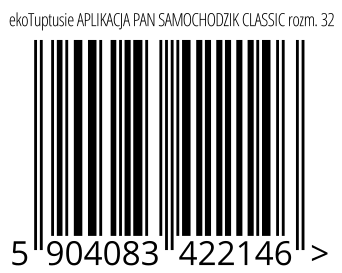 ekoTuptusie APLIKACJA PAN SAMOCHODZIK CLASSIC rozm. 32
5 904083 422146 >